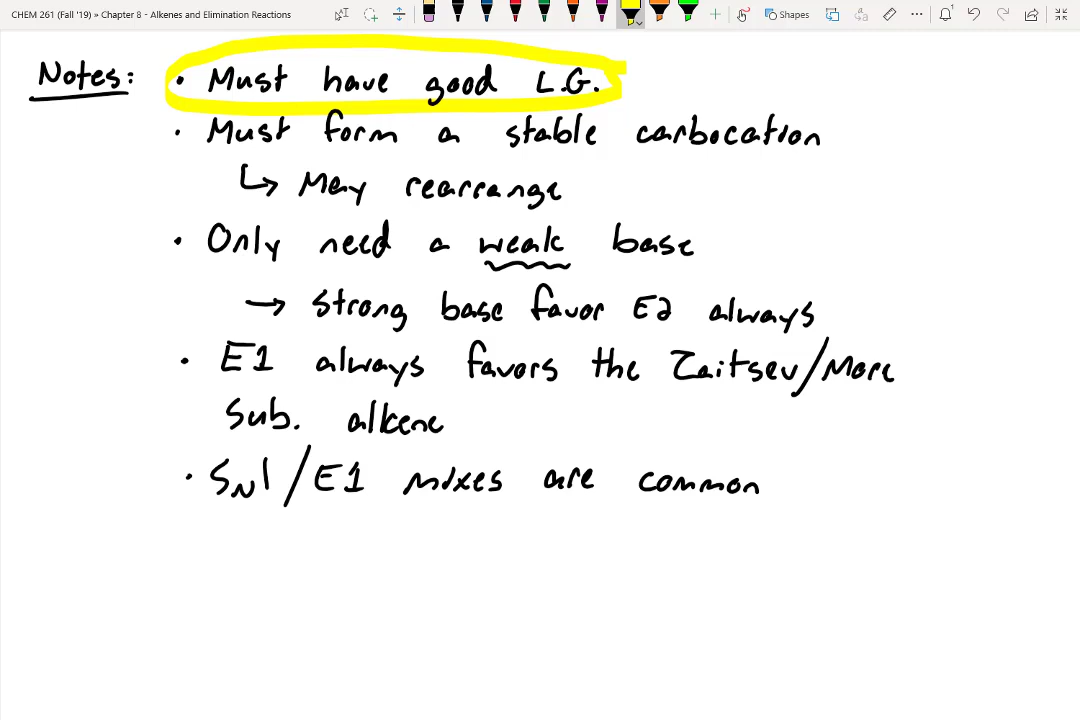 CHEM 261 (Fall '19) » Chapter 8 - Alkenes and Elimination Reactions
Shapes
Notes: • Must have good L.G.
• Must form a stable carbocation
↳ May rearrange
• Only need a weak base
→ Strong base favor E2 always
• E1 always favors the Zaitsev/More
Sub. alkene
• SN1/E1 mixes are common